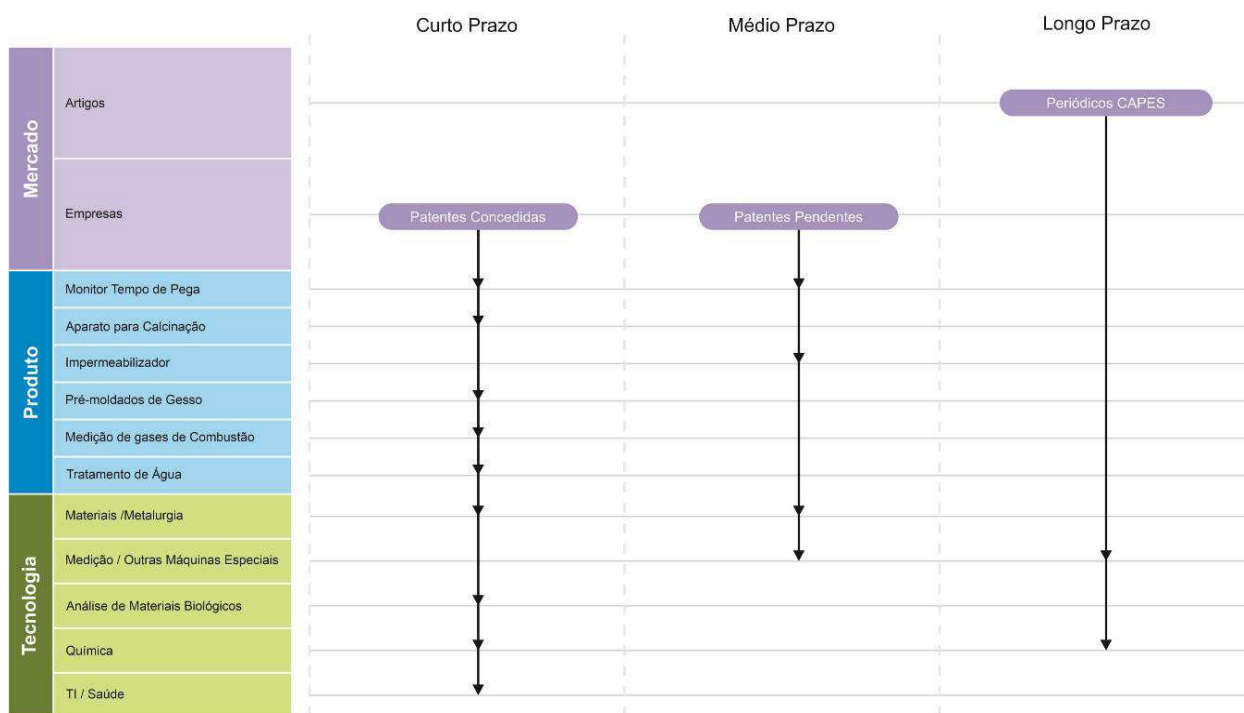 Curto Prazo
Médio Prazo
Longo Prazo
Mercado
Artigos
Periódicos CAPES
Empresas
Patentes Concedidas
Patentes Pendentes
Produto
Monitor Tempo de Pega
Aparato para Calcinação
Impermeabilizador
Pré-moldados de Gesso
Medição de gases de Combustão
Tratamento de Água
Tecnologia
Materiais /Metalurgia
Medição / Outras Máquinas Especiais
Análise de Materiais Biológicos
Química
TI / Saúde